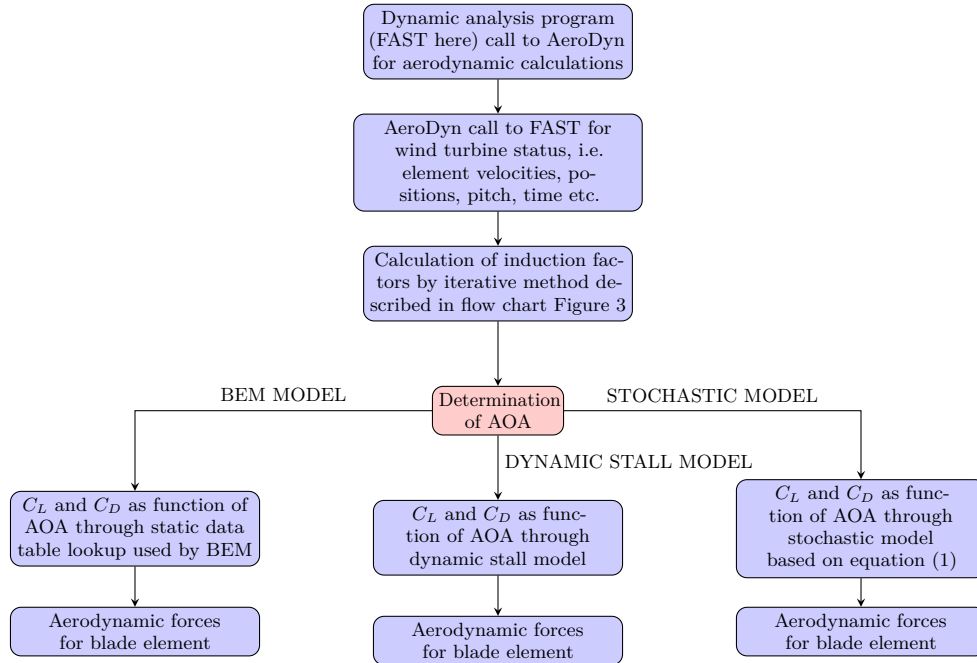 Dynamic analysis program
(FAST here) call to AeroDyn
for aerodynamic calculations
AeroDyn call to FAST for
wind turbine status, i.e.
element velocities, po-
sitions, pitch, time etc.
Calculation of induction fac-
tors by iterative method de-
scribed in flow chart Figure 3
BEM MODEL
Determination
of AOA
STOCHASTIC MODEL
DYNAMIC STALL MODEL
C_L and C_D as function of
AOA through static data
table lookup used by BEM
C_L and C_D as func-
tion of AOA through
dynamic stall model
C_L and C_D as func-
tion of AOA through
stochastic model
based on equation (1)
Aerodynamic forces
for blade element
Aerodynamic forces
for blade element
Aerodynamic forces
for blade element